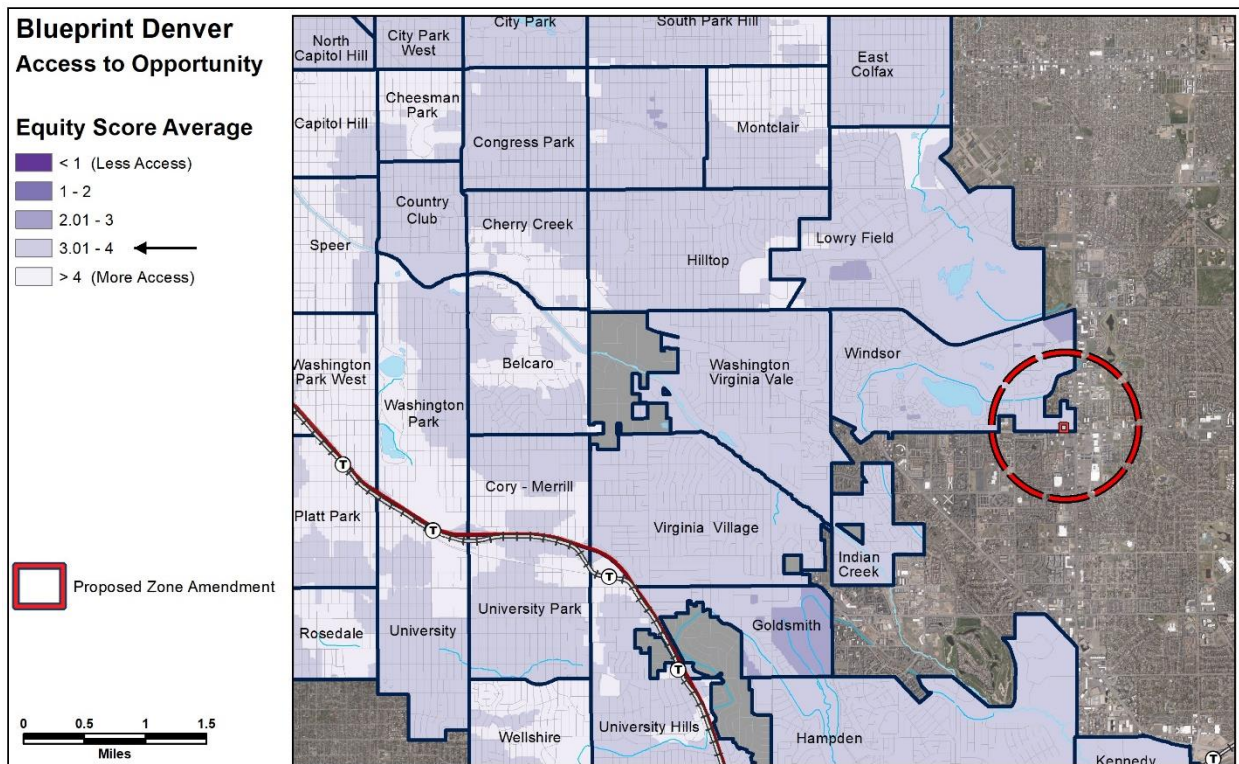 Blueprint Denver
Access to Opportunity
Equity Score Average
< 1 (Less Access)
1 - 2
2.01 - 3
3.01 - 4
> 4 (More Access)
Proposed Zone Amendment
0 0.5 1 1.5
Miles
North
Capitol Hill
City Park
West
City Park
South Park Hill
East
Colfax
Capitol Hill
Cheesman
Park
Congress Park
Montclair
Speer
Country
Club
Cherry Creek
Hilltop
Lowry Field
Washington
Park West
Washington
Park
Belcaro
Washington
Virginia Vale
Windsor
Platt Park
T
T
Cory - Merrill
T
Virginia Village
Indian
Creek
Rosedale
University
University Park
Goldsmith
T
Wellshire
University Hills
Hampden
Kennedy
T